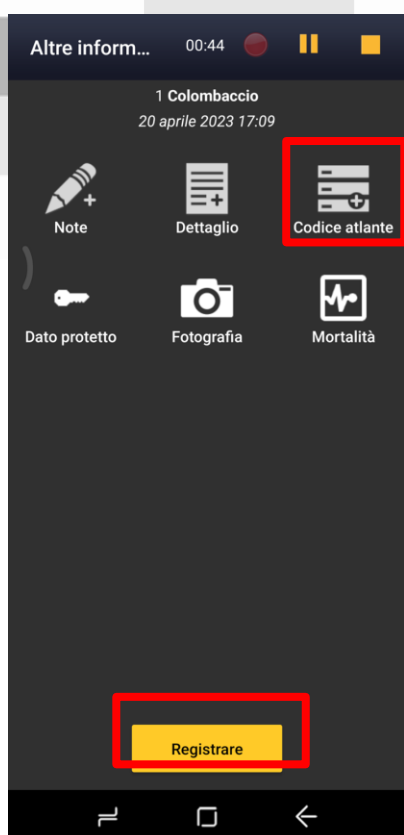 Altre inform... 00:44
1 Colombaccio
20 aprile 2023 17:09
Note Dettaglio Codice atlante
Dato protetto Fotografia Mortalità
Registrare